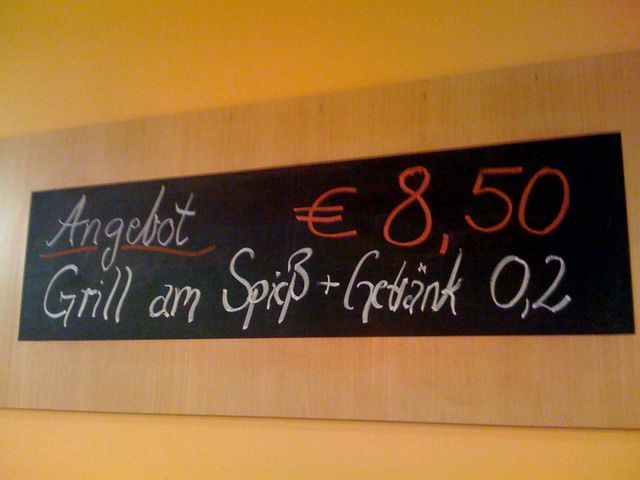 Angebot € 8,50
Grill am Spieß + Getränk 0,2